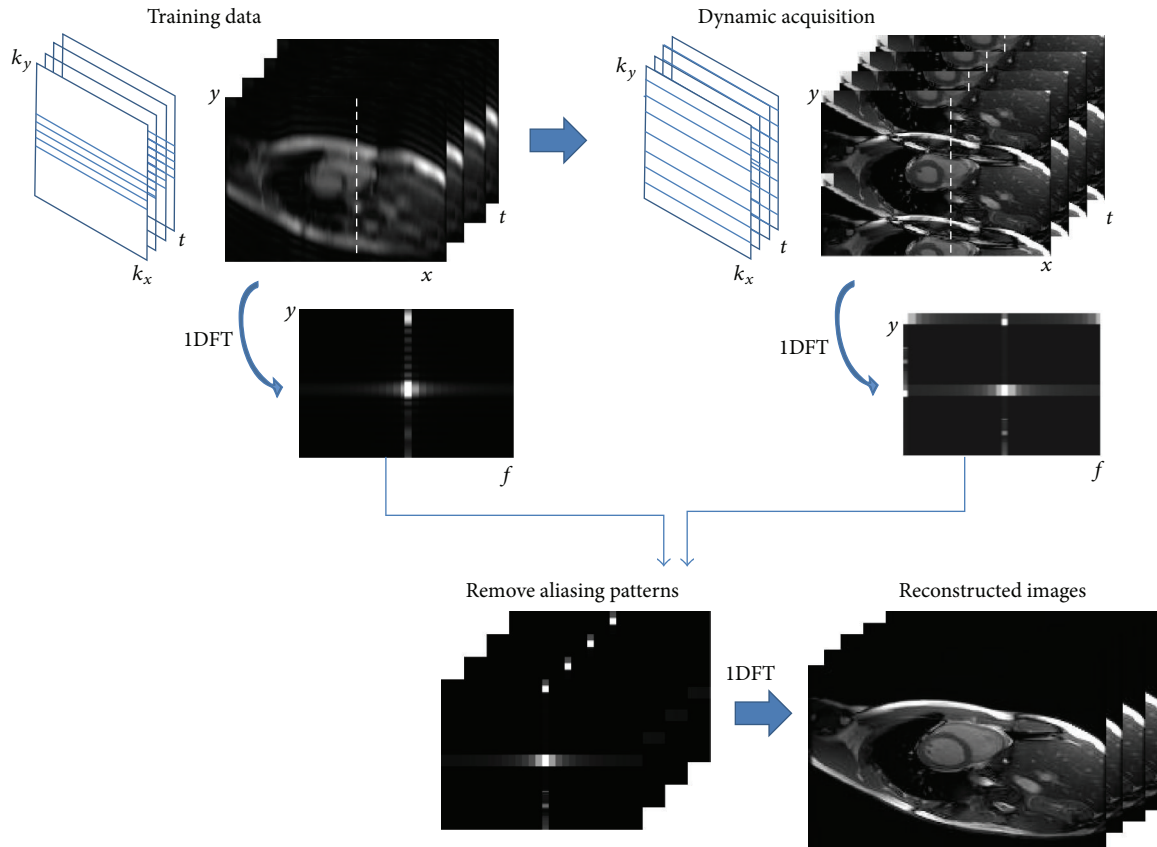 Training data
Dynamic acquisition
k_y
y
t
k_x
x
t
k_y
y
t
k_x
x
t
1DFT
y
f
1DFT
y
f
Remove aliasing patterns
Reconstructed images
1DFT